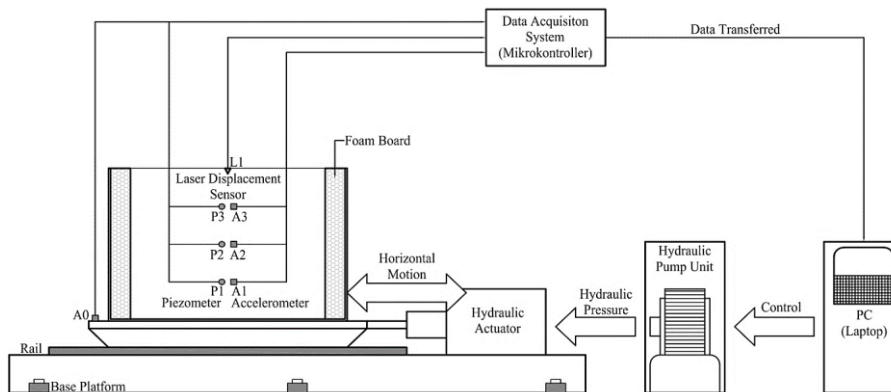 Data Acquisiton
System
(Mikrokontroller)
Data Transferred
Foam Board
L1
Laser Displacement
Sensor
P3 A3
P2 A2
P1 A1
Piezometer Accelerometer
A0
Horizontal
Motion
Hydraulic
Actuator
Hydraulic
Pressure
Hydraulic
Pump Unit
Control
PC
(Laptop)
Rail
Base Platform